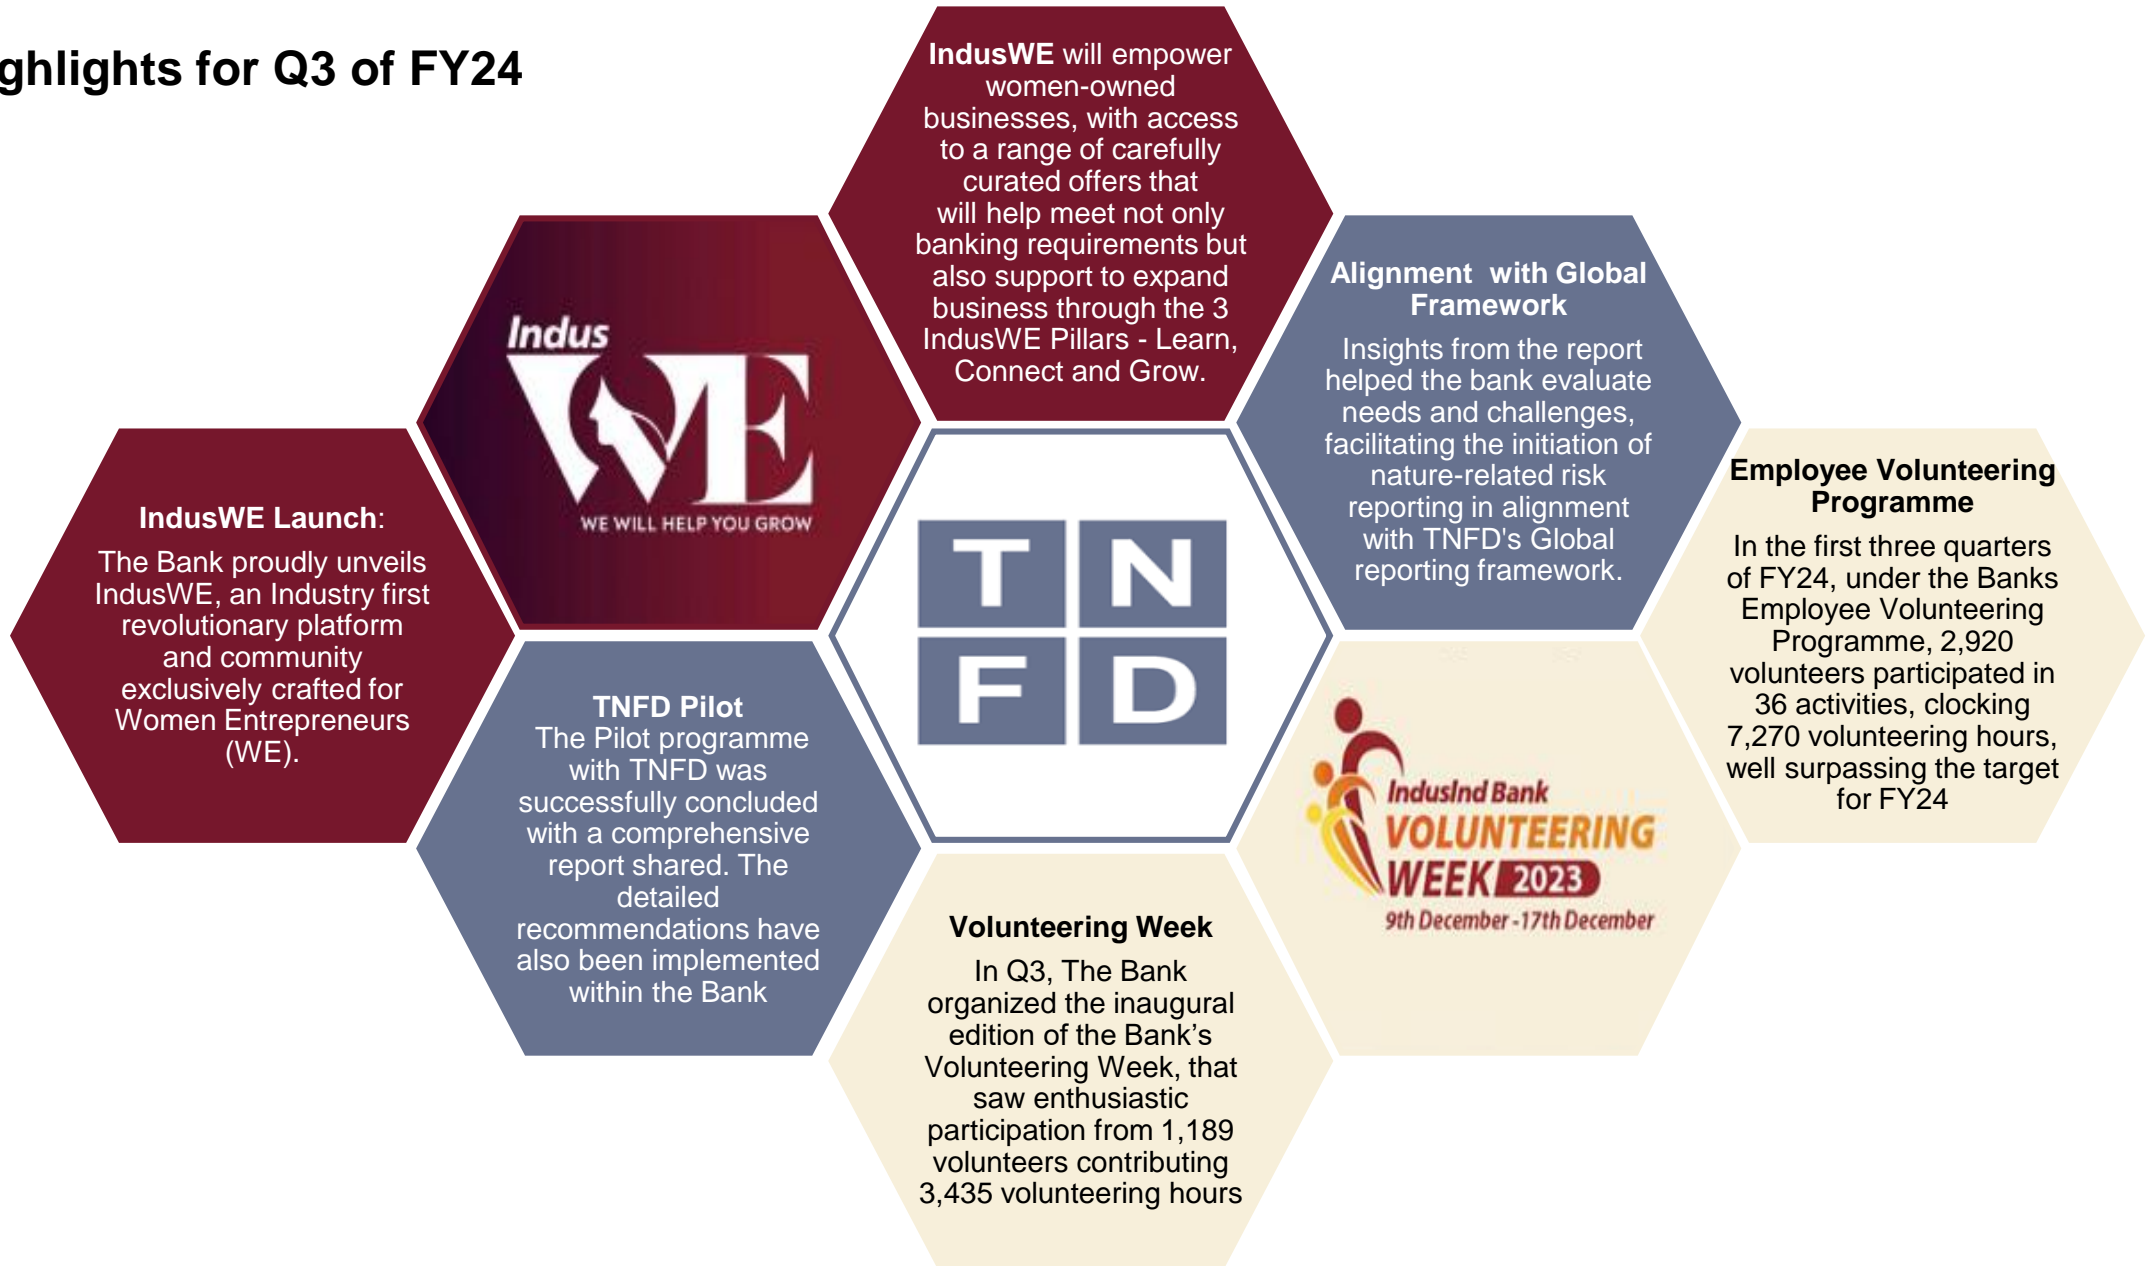 ghlights for Q3 of FY24
IndusWE will empower
women-owned
businesses, with access
to a range of carefully
curated offers that
will help meet not only
banking requirements but
also support to expand
business through the 3
IndusWE Pillars - Learn,
Connect and Grow.
Indus
WE
WE WILL HELP YOU GROW
Alignment with Global
Framework
Insights from the report
helped the bank evaluate
needs and challenges,
facilitating the initiation of
nature-related risk
reporting in alignment
with TNFD's Global
reporting framework.
IndusWE Launch:
The Bank proudly unveils
IndusWE, an Industry first
revolutionary platform
and community
exclusively crafted for
Women Entrepreneurs
(WE).
T N
F D
Employee Volunteering
Programme
In the first three quarters
of FY24, under the Banks
Employee Volunteering
Programme, 2,920
volunteers participated in
36 activities, clocking
7,270 volunteering hours,
well surpassing the target
for FY24
TNFD Pilot
The Pilot programme
with TNFD was
successfully concluded
with a comprehensive
report shared. The
detailed
recommendations have
also been implemented
within the Bank
IndusInd Bank
VOLUNTEERING
WEEK 2023
9th December - 17th December
Volunteering Week
In Q3, The Bank
organized the inaugural
edition of the Bank’s
Volunteering Week, that
saw enthusiastic
participation from 1,189
volunteers contributing
3,435 volunteering hours